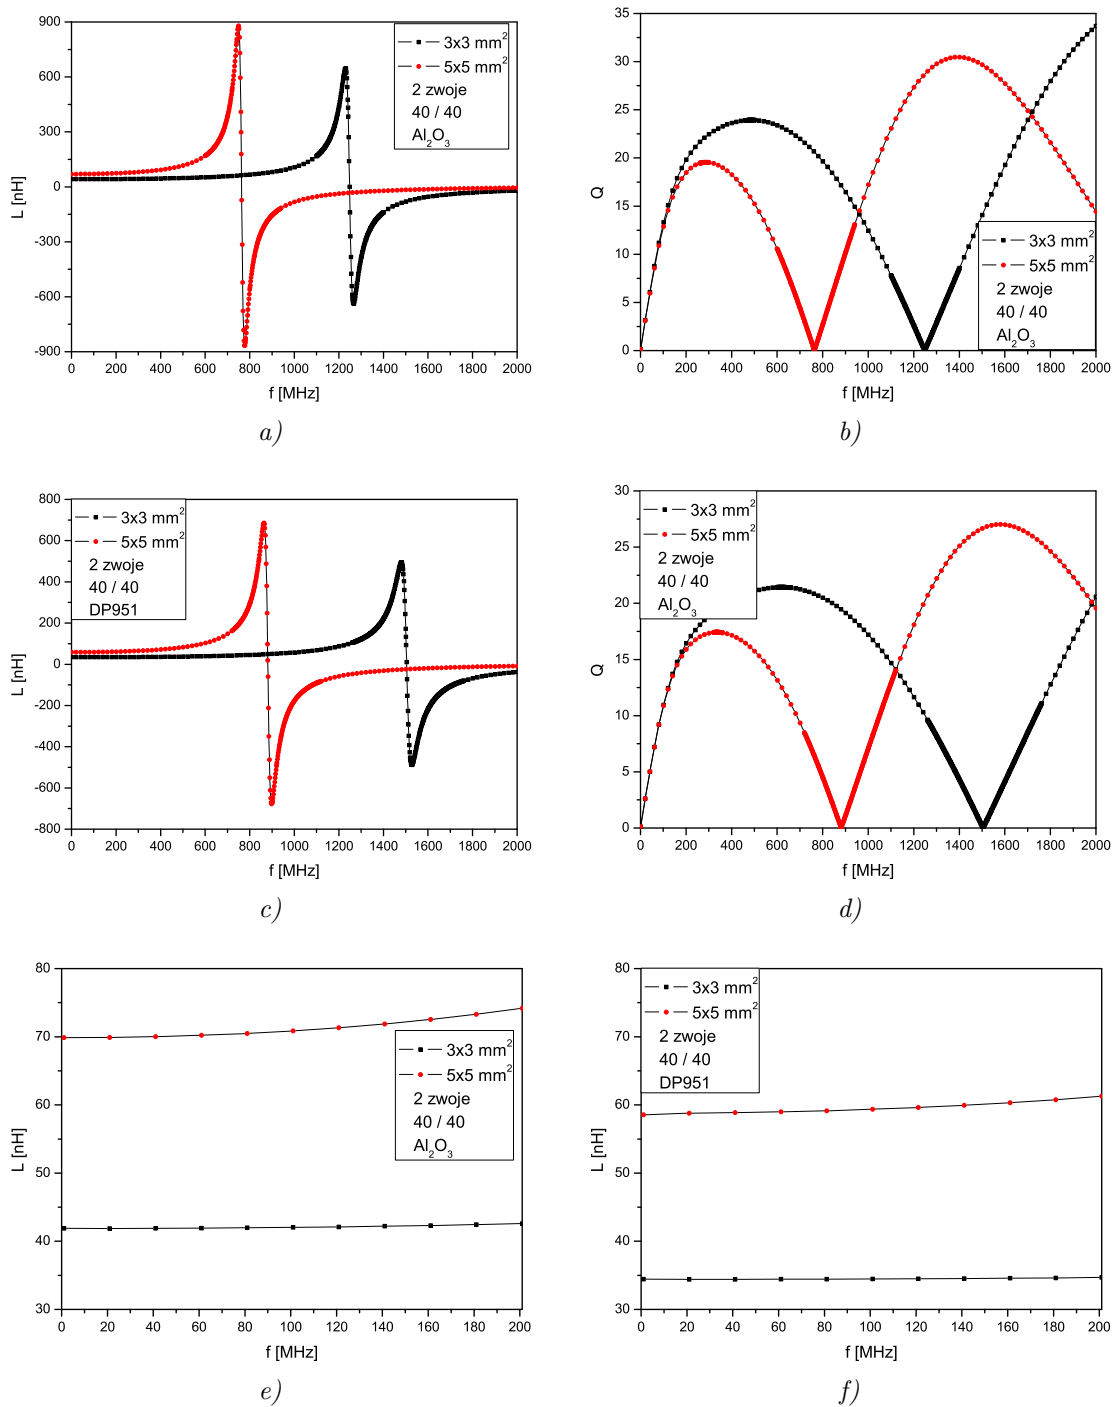 900
600
300
0
-300
-600
-900
L [nH]
0 200 400 600 800 1000 1200 1400 1600 1800 2000
f [MHz]
3x3 mm²
5x5 mm²
2 zwoje
40 / 40
Al₂O₃
a)
35
30
25
20
15
10
5
0
Q
0 200 400 600 800 1000 1200 1400 1600 1800 2000
f [MHz]
3x3 mm²
5x5 mm²
2 zwoje
40 / 40
Al₂O₃
b)
800
600
400
200
0
-200
-400
-600
-800
L [nH]
0 200 400 600 800 1000 1200 1400 1600 1800 2000
f [MHz]
3x3 mm²
5x5 mm²
2 zwoje
40 / 40
DP951
c)
30
25
20
15
10
5
0
Q
0 200 400 600 800 1000 1200 1400 1600 1800 2000
f [MHz]
3x3 mm²
5x5 mm²
2 zwoje
40 / 40
Al₂O₃
d)
80
70
60
50
40
30
L [nH]
0 20 40 60 80 100 120 140 160 180 200
f [MHz]
3x3 mm²
5x5 mm²
2 zwoje
40 / 40
Al₂O₃
e)
80
70
60
50
40
30
L [nH]
0 20 40 60 80 100 120 140 160 180 200
f [MHz]
3x3 mm²
5x5 mm²
2 zwoje
40 / 40
DP951
f)